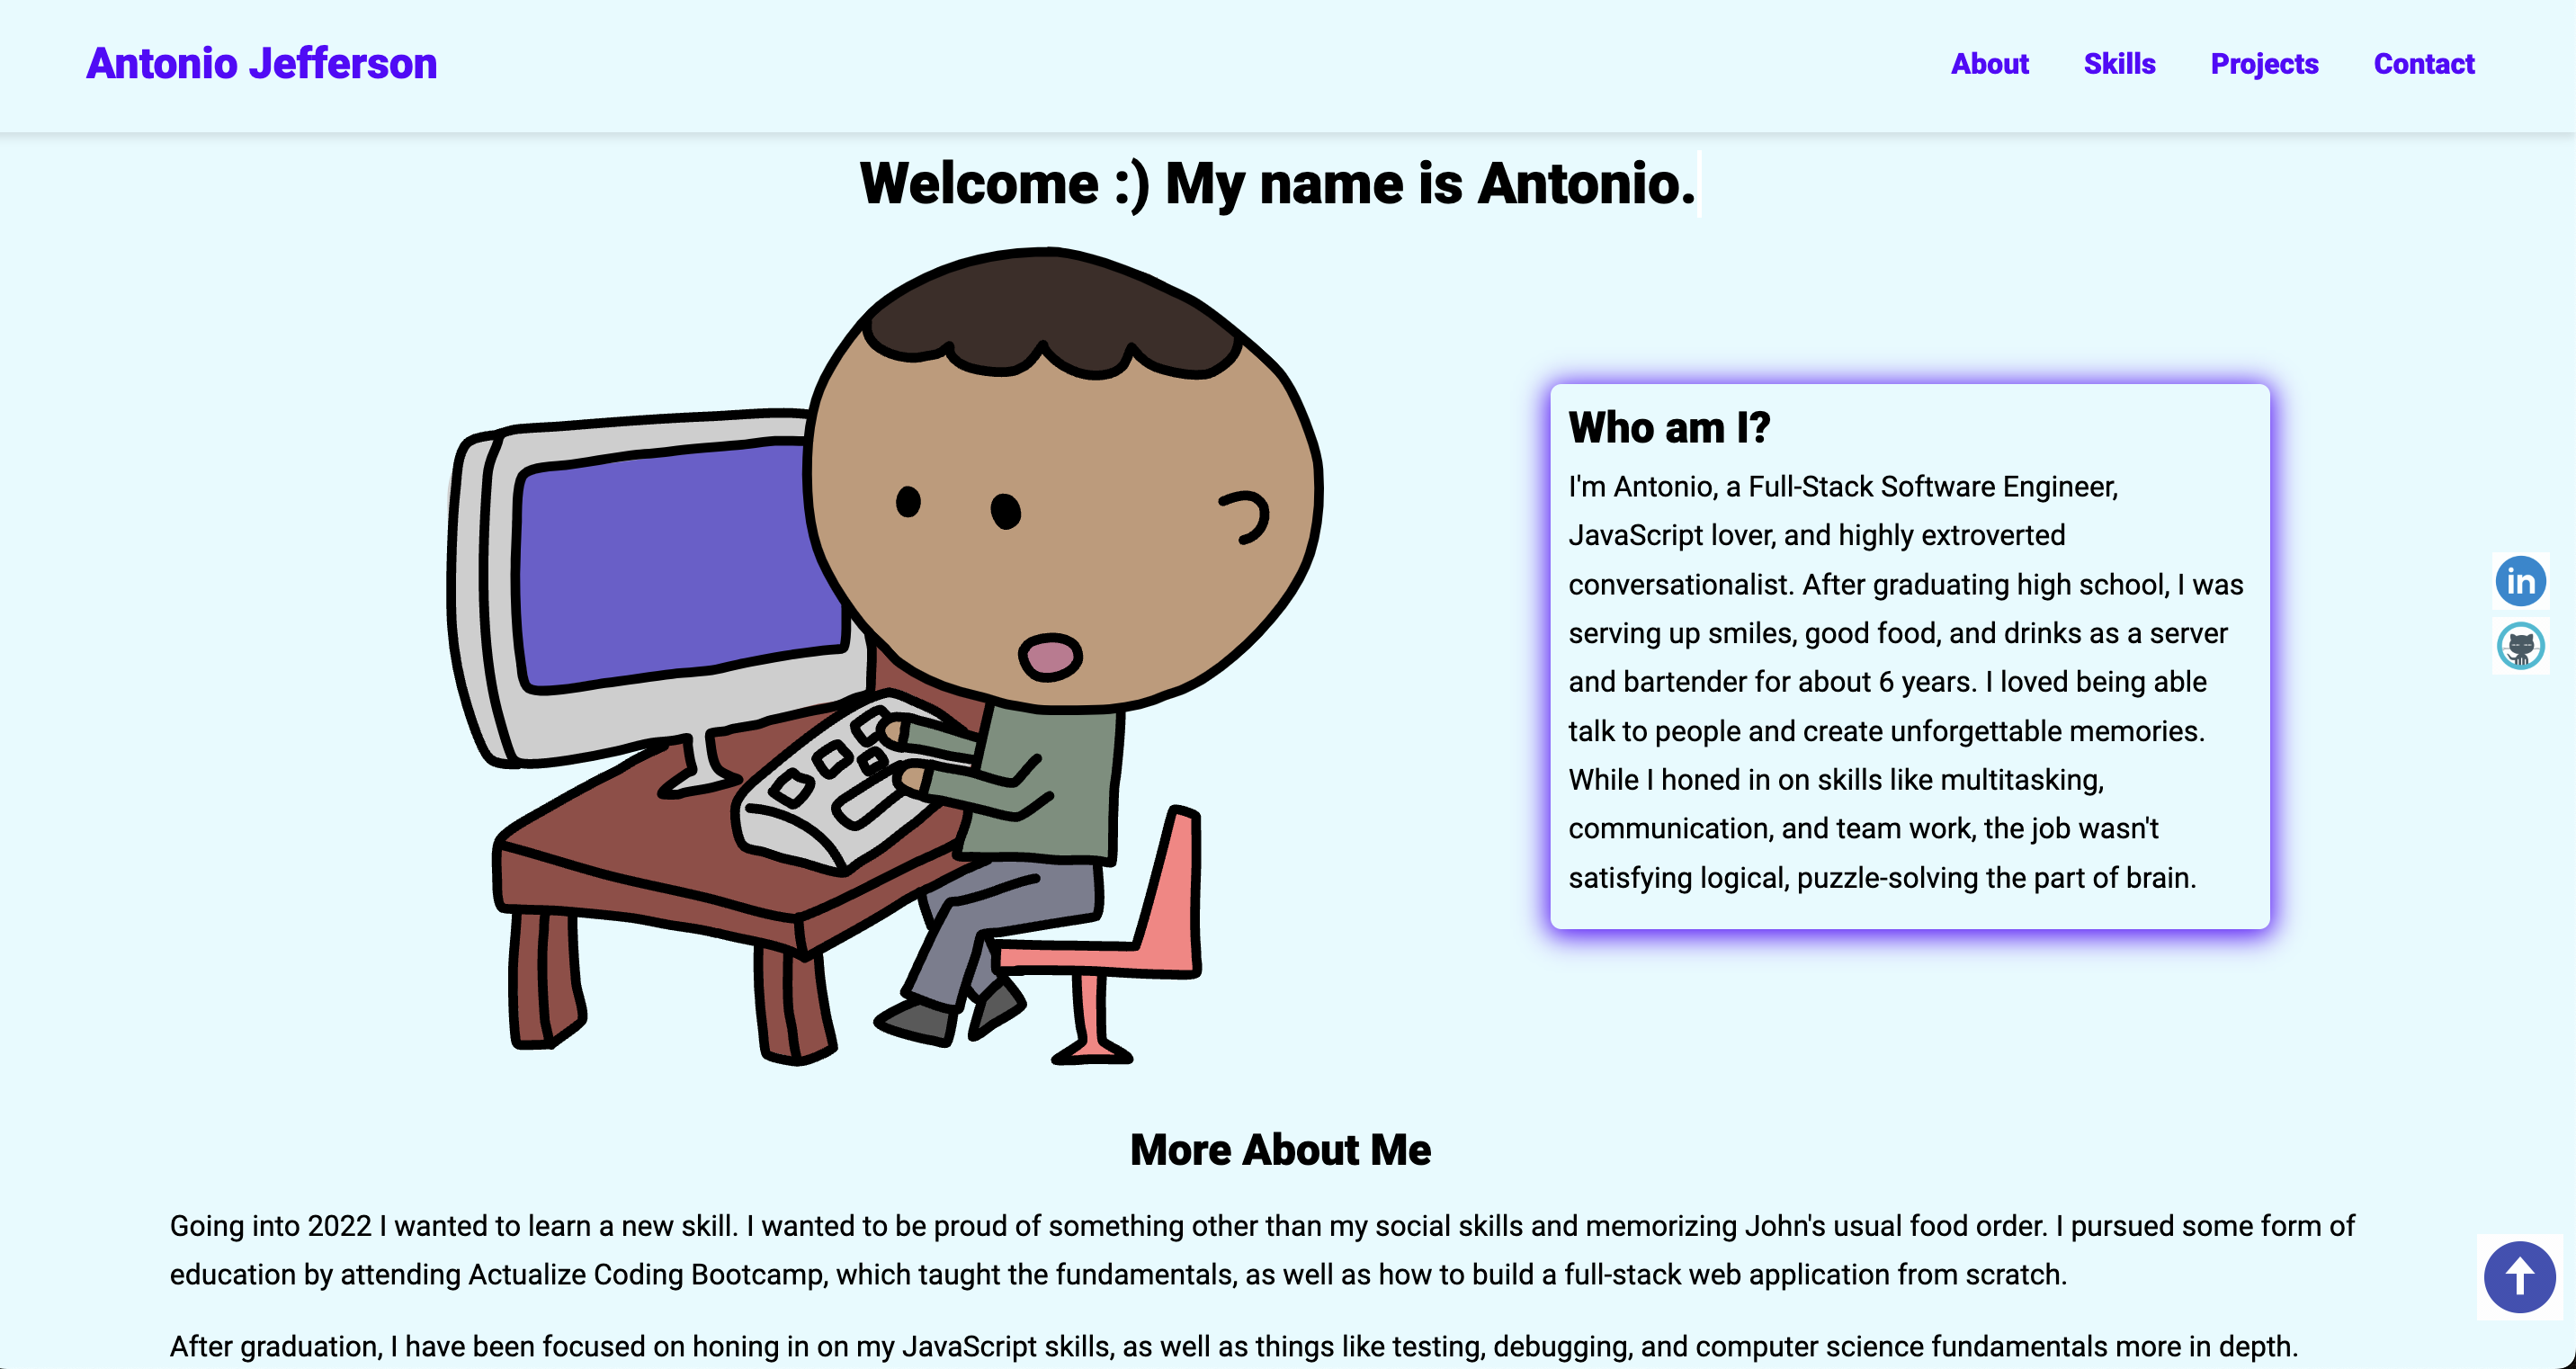 Antonio Jefferson
About Skills Projects Contact
Welcome :) My name is Antonio.
Who am I?
I'm Antonio, a Full-Stack Software Engineer,
JavaScript lover, and highly extroverted
conversationalist. After graduating high school, I was
serving up smiles, good food, and drinks as a server
and bartender for about 6 years. I loved being able
talk to people and create unforgettable memories.
While I honed in on skills like multitasking,
communication, and team work, the job wasn't
satisfying logical, puzzle-solving the part of brain.
in
More About Me
Going into 2022 I wanted to learn a new skill. I wanted to be proud of something other than my social skills and memorizing John's usual food order. I pursued some form of
education by attending Actualize Coding Bootcamp, which taught the fundamentals, as well as how to build a full-stack web application from scratch.
After graduation, I have been focused on honing in on my JavaScript skills, as well as things like testing, debugging, and computer science fundamentals more in depth.